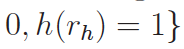 0, h(r_h) = 1}